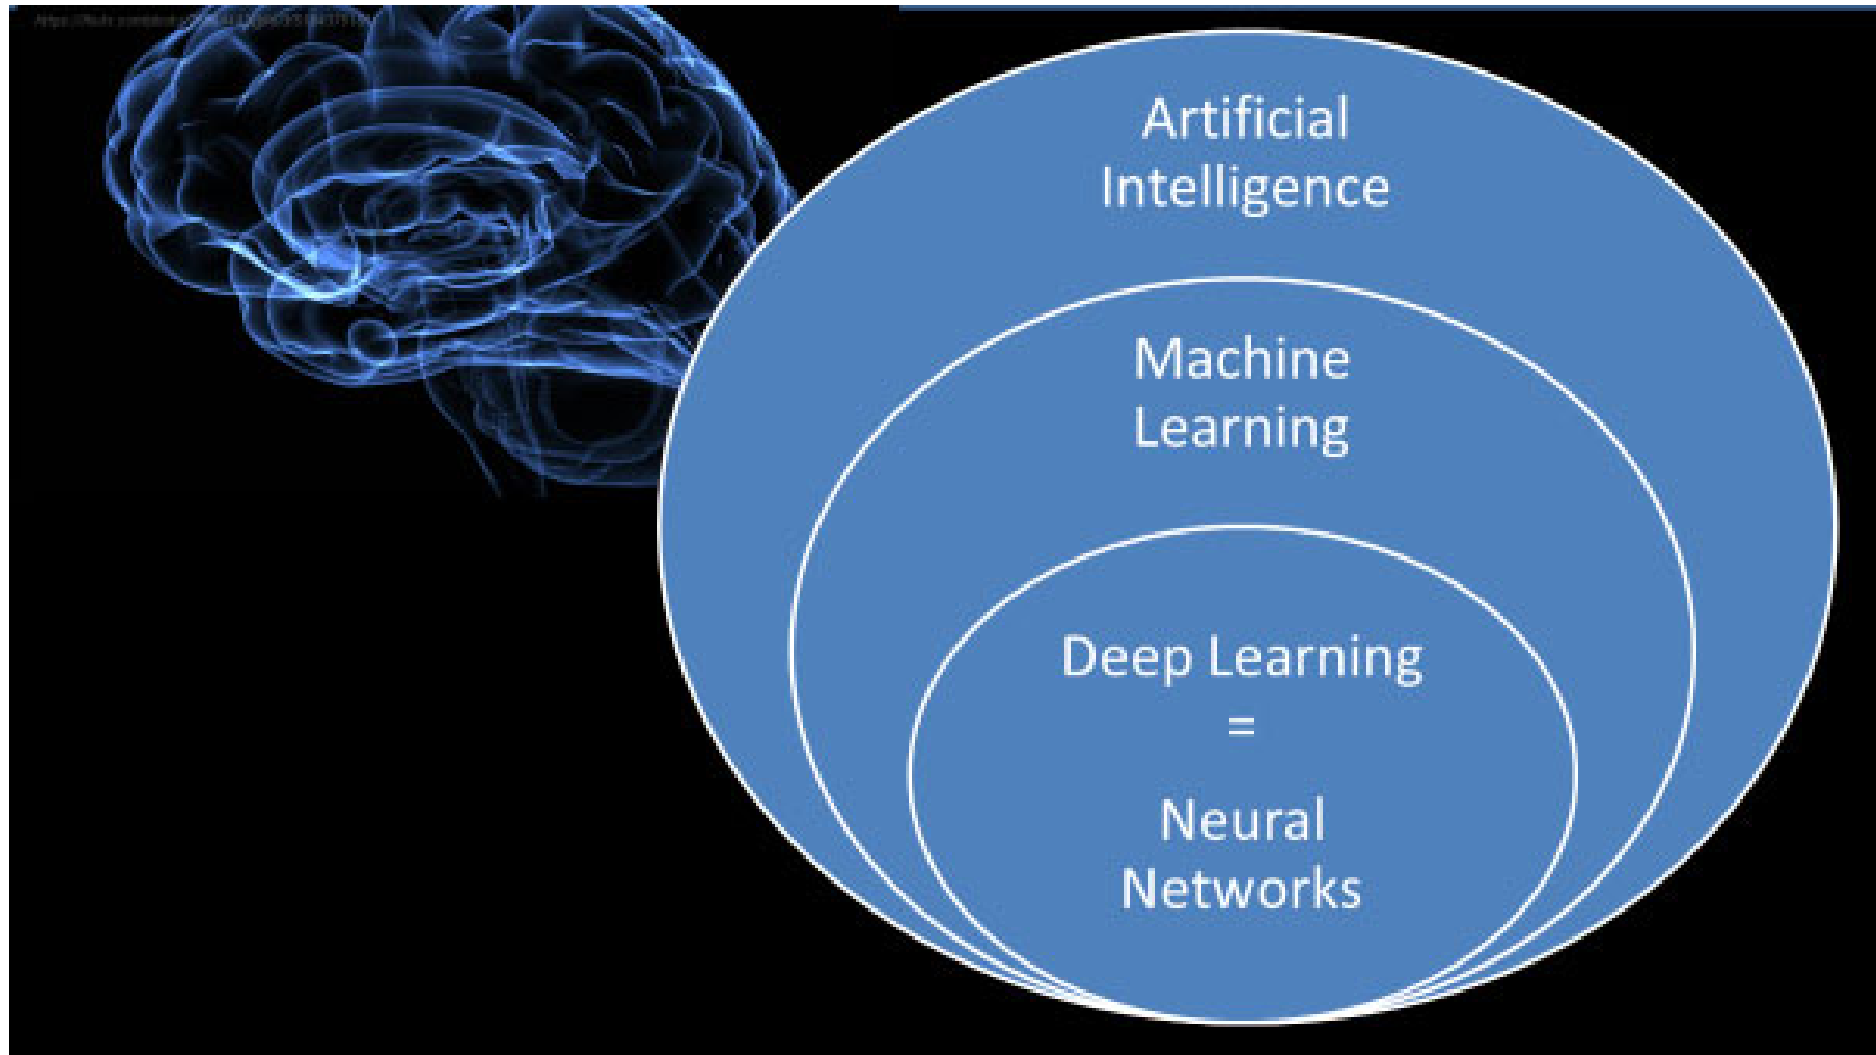 Artificial
Intelligence
Machine
Learning
Deep Learning
=
Neural
Networks